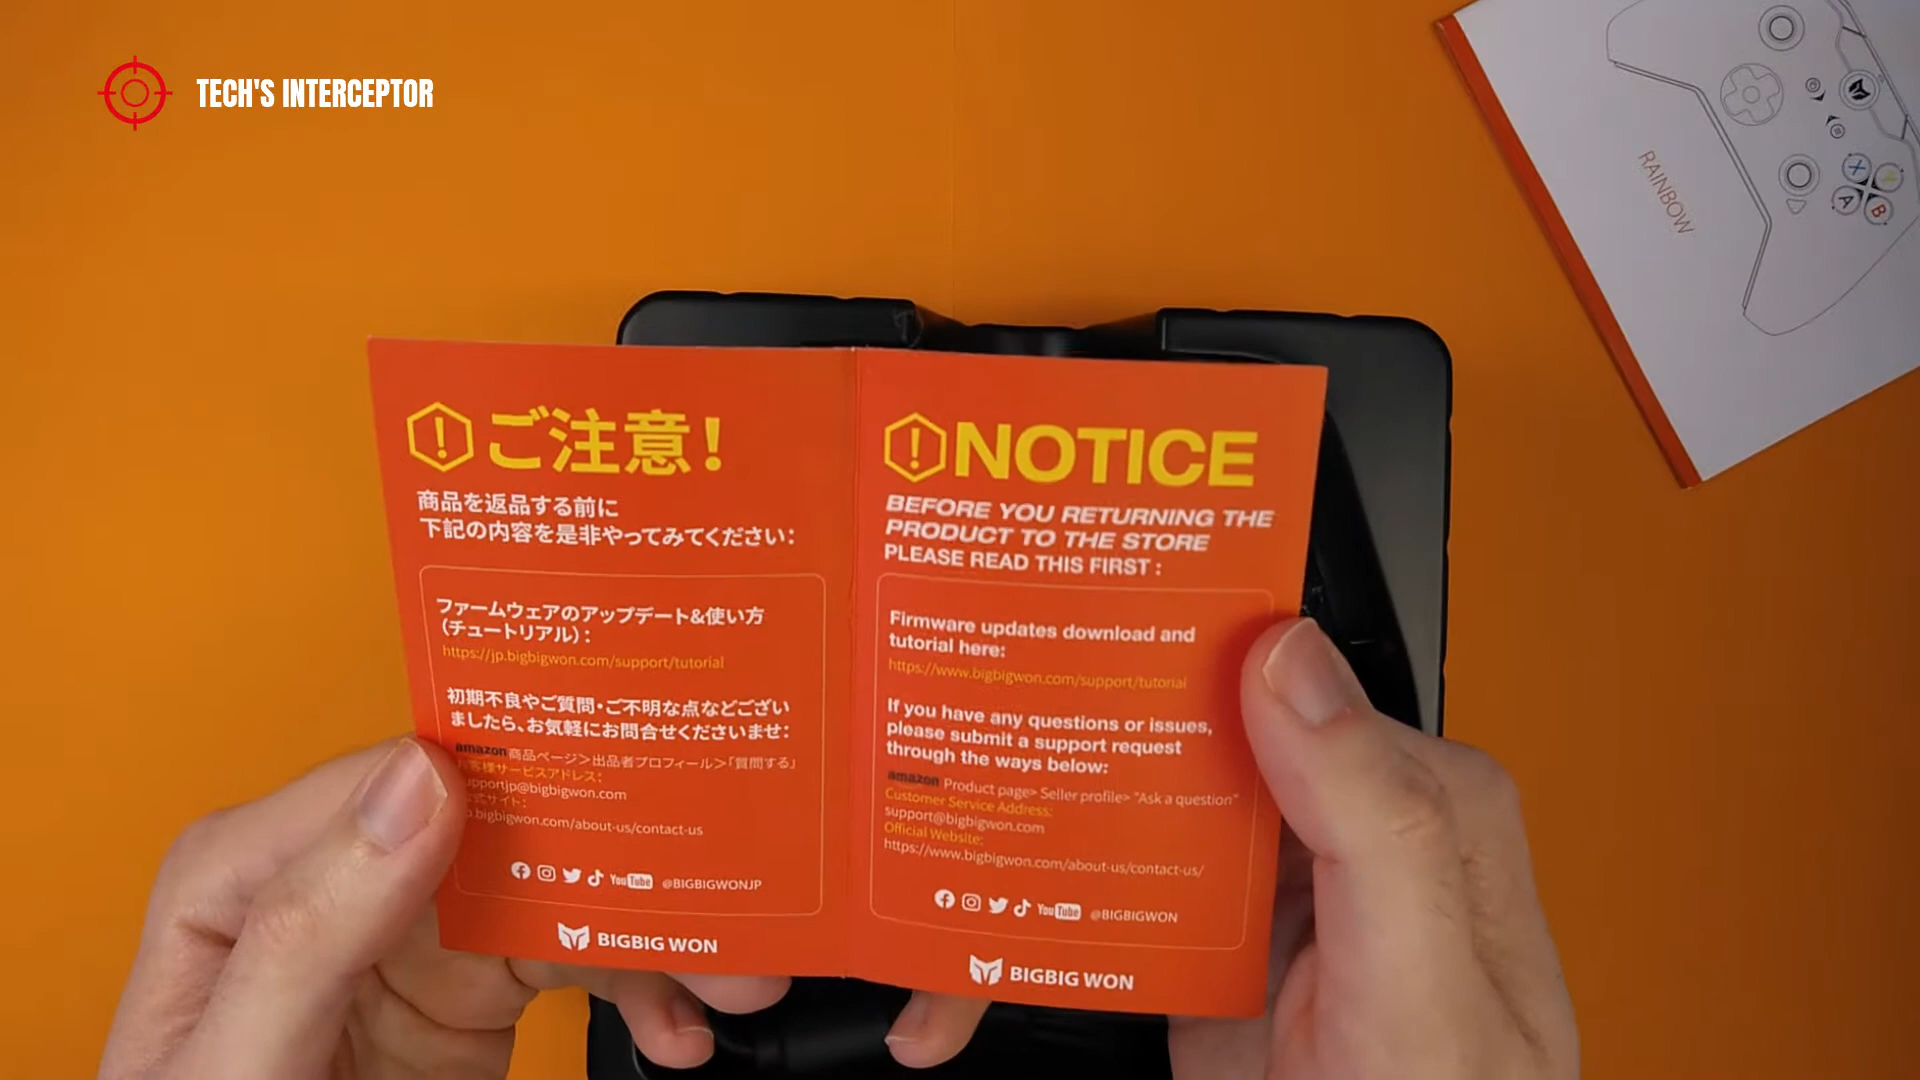 TECH'S INTERCEPTOR
RAINBOW
X
Y
A
B
ご注意！
商品を返品する前に
下記の内容を是非やってみてください：
ファームウェアのアップデート&使い方
（チュートリアル）：
https://jp.bigbigwon.com/support/tutorial
初期不良やご質問・ご不明な点などござい
ましたら、お気軽にお問合せくださいませ：
amazon 商品ページ>出品者プロフィール>「質問する」
客様サービスアドレス：
upportjp@bigbigwon.com
式サイト：
.bigbigwon.com/about-us/contact-us
YouTube @BIGBIGWONJP
BIGBIG WON
NOTICE
BEFORE YOU RETURNING THE
PRODUCT TO THE STORE
PLEASE READ THIS FIRST :
Firmware updates download and
tutorial here:
https://www.bigbigwon.com/support/tutorial
If you have any questions or issues,
please submit a support request
through the ways below:
amazon Product page> Seller profile> "Ask a question"
Customer Service Address:
support@bigbigwon.com
Official Website:
https://www.bigbigwon.com/about-us/contact-us/
YouTube @BIGBIGWON
BIGBIG WON